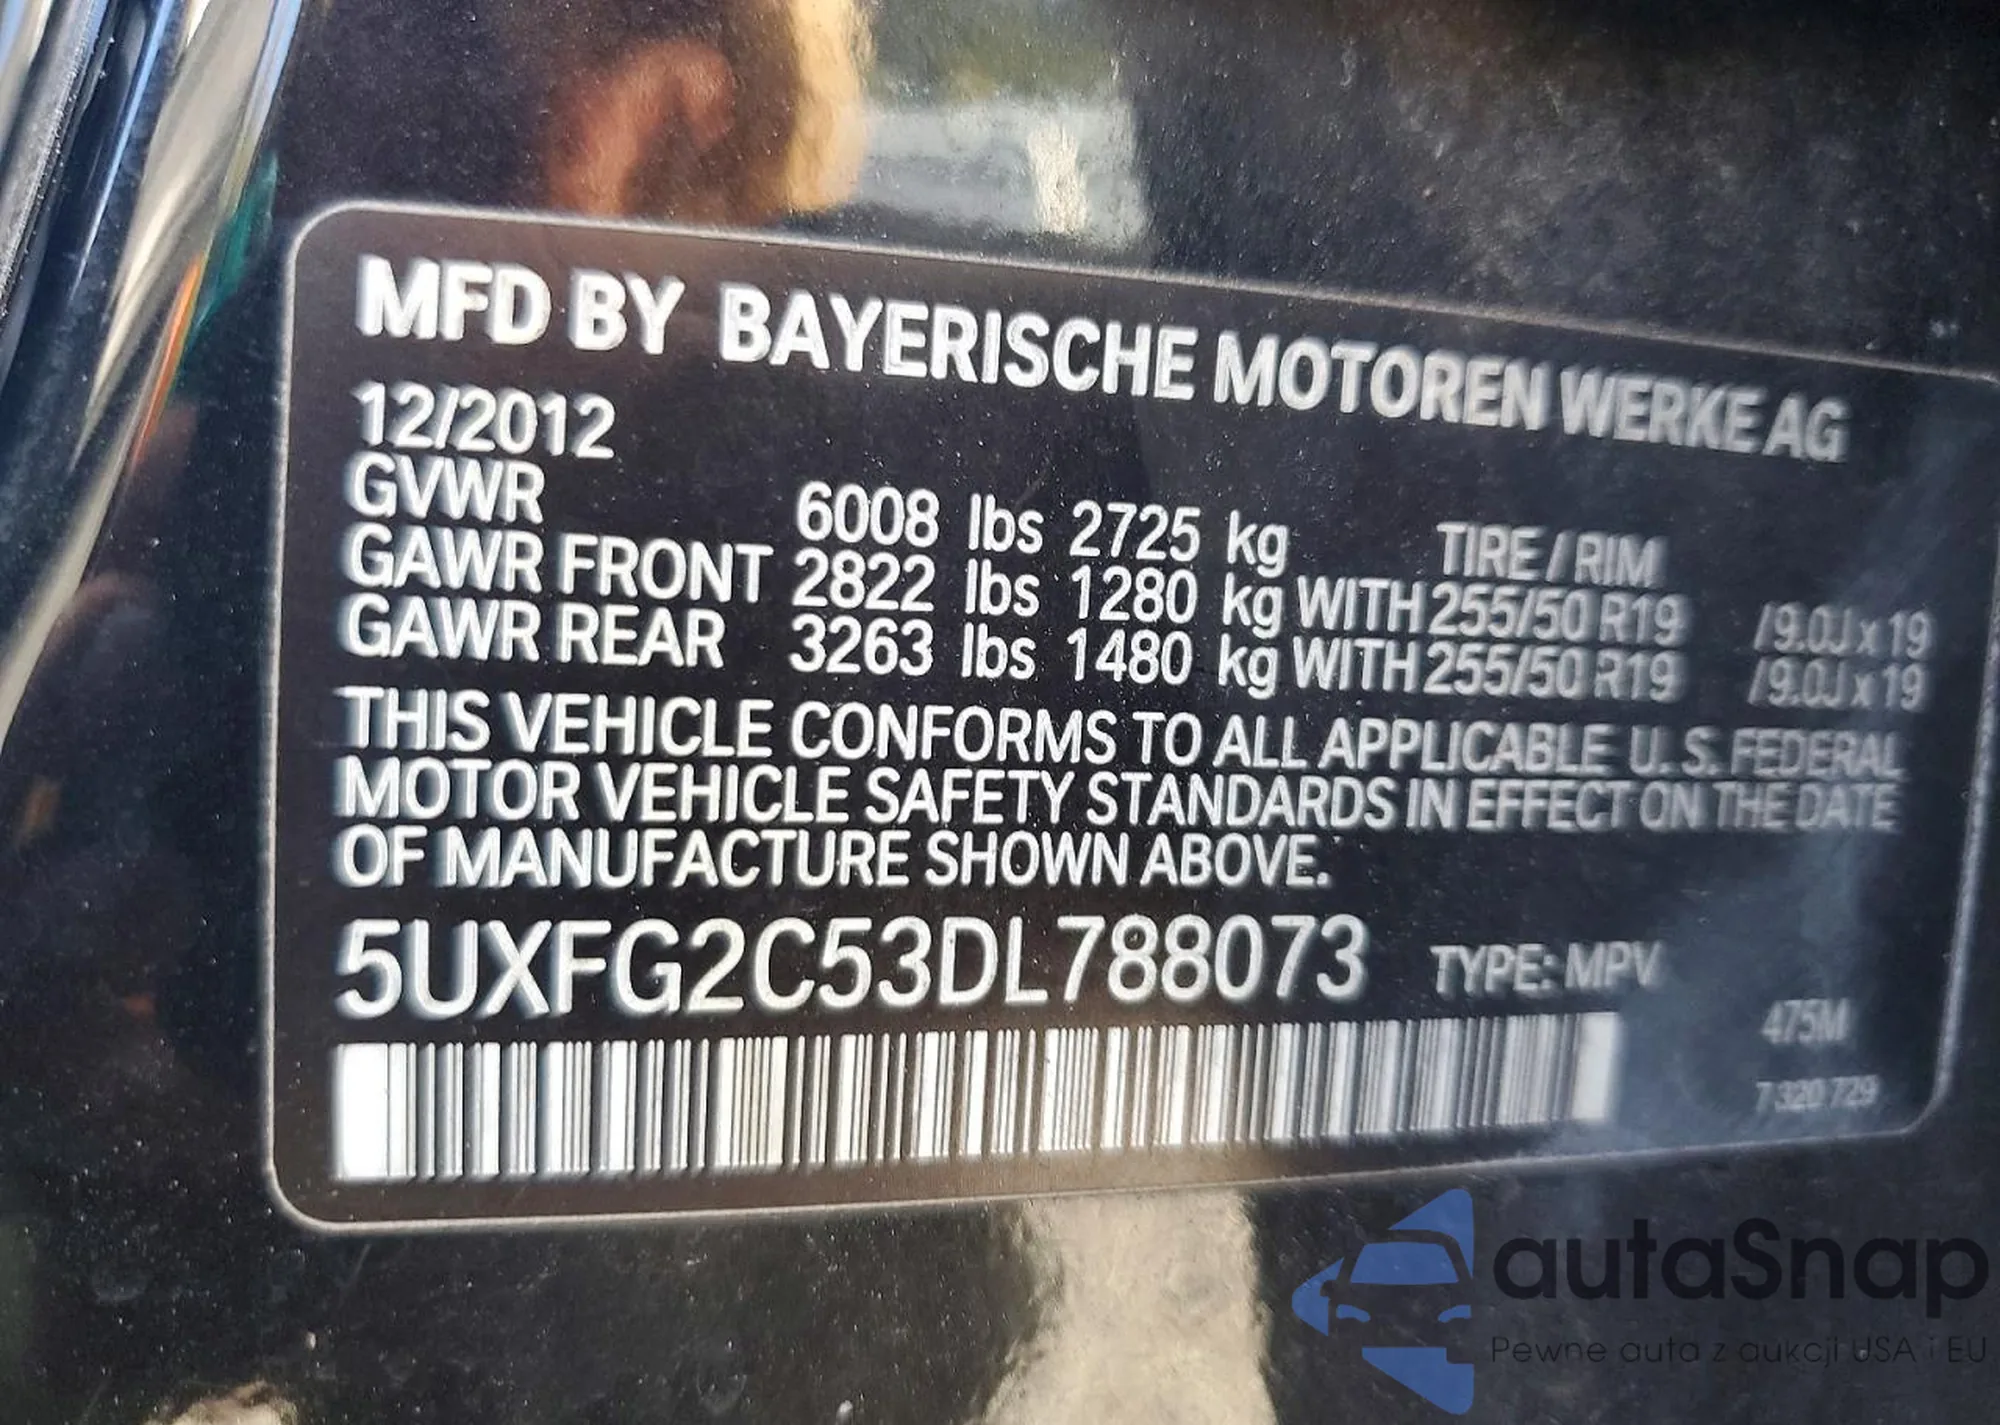 MFD BY BAYERISCHE MOTOREN WERKE AG
12/2012
GVWR 6008 lbs 2725 kg TIRE / RIM
GAWR FRONT 2822 lbs 1280 kg WITH 255/50 R19 / 9.0J x 19
GAWR REAR 3263 lbs 1480 kg WITH 255/50 R19 / 9.0J x 19
THIS VEHICLE CONFORMS TO ALL APPLICABLE U.S. FEDERAL
MOTOR VEHICLE SAFETY STANDARDS IN EFFECT ON THE DATE
OF MANUFACTURE SHOWN ABOVE.
5UXFG2C53DL788073 TYPE: MPV
475M
7 320 729
autaSnap
Pewne auta z aukcji USA i EU